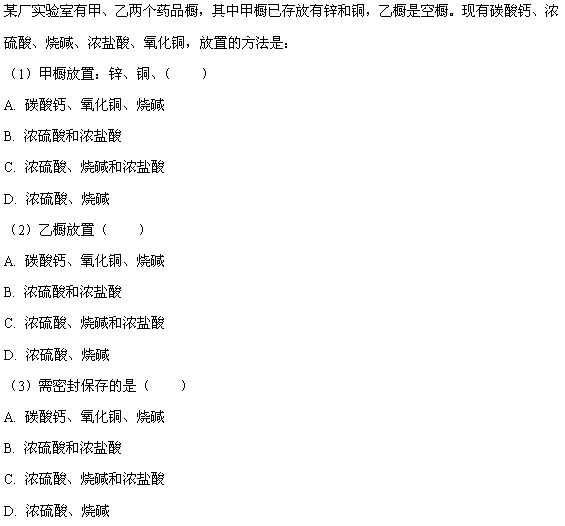 某厂实验室有甲、乙两个药品橱，其中甲橱已存放有锌和铜，乙橱是空橱。现有碳酸钙、浓
硫酸、烧碱、浓盐酸、氧化铜，放置的方法是：
（1）甲橱放置：锌、铜、（　　）
A. 碳酸钙、氧化铜、烧碱
B. 浓硫酸和浓盐酸
C. 浓硫酸、烧碱和浓盐酸
D. 浓硫酸、烧碱
（2）乙橱放置（　　）
A. 碳酸钙、氧化铜、烧碱
B. 浓硫酸和浓盐酸
C. 浓硫酸、烧碱和浓盐酸
D. 浓硫酸、烧碱
（3）需密封保存的是（　　）
A. 碳酸钙、氧化铜、烧碱
B. 浓硫酸和浓盐酸
C. 浓硫酸、烧碱和浓盐酸
D. 浓硫酸、烧碱